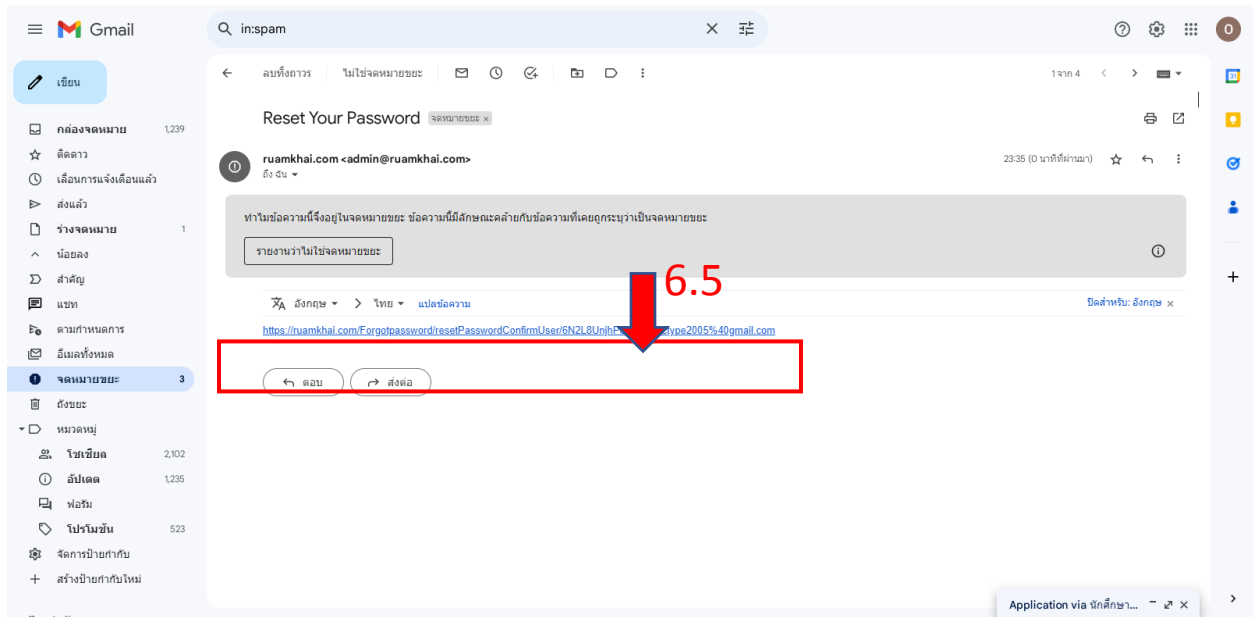 Gmail
in:spam
O
เขียน
ลบทิ้งถาวร ไม่ใช่จดหมายขยะ
1 จาก 4
31
กล่องจดหมาย 1,239
ติดดาว
เลื่อนการแจ้งเตือนแล้ว
ส่งแล้ว
ร่างจดหมาย 1
น้อยลง
สำคัญ
แชท
ตามกำหนดการ
อีเมลทั้งหมด
จดหมายขยะ 3
ถังขยะ
หมวดหมู่
โซเชียล 2,102
อัปเดต 1,235
ฟอรัม
โปรโมชัน 523
จัดการป้ายกำกับ
สร้างป้ายกำกับใหม่
Reset Your Password จดหมายขยะ ×
ruamkhai.com <admin@ruamkhai.com> 23:35 (0 นาทีที่ผ่านมา)
ถึง ฉัน
ทำไมข้อความนี้จึงอยู่ในจดหมายขยะ ข้อความนี้มีลักษณะคล้ายกับข้อความที่เคยถูกระบุว่าเป็นจดหมายขยะ
รายงานว่าไม่ใช่จดหมายขยะ
6.5
อังกฤษ > ไทย แปลข้อความ ปิดสำหรับ: อังกฤษ ×
https://ruamkhai.com/Forgotpassword/resetPasswordConfirmUser/6N2L8UnjhF ype2005%40gmail.com
ตอบ ส่งต่อ
Application via นักศึกษา...